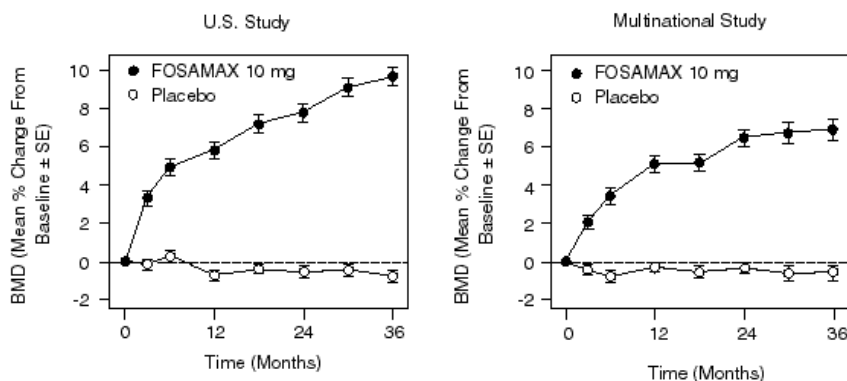 U.S. Study
BMD (Mean % Change From
Baseline ± SE)
10
8
6
4
2
0
-2
FOSAMAX 10 mg
Placebo
0
12
24
36
Time (Months)
Multinational Study
BMD (Mean % Change From
Baseline ± SE)
10
8
6
4
2
0
-2
FOSAMAX 10 mg
Placebo
0
12
24
36
Time (Months)